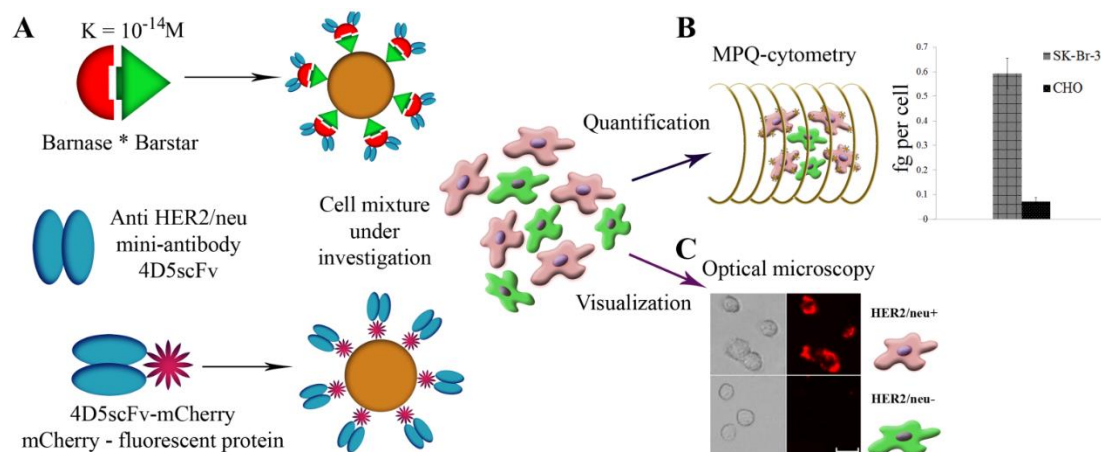 A
K = 10⁻¹⁴M
Barnase * Barstar
Anti HER2/neu
mini-antibody
4D5scFv
4D5scFv-mCherry
mCherry - fluorescent protein
Cell mixture
under
investigation
Quantification
Visualization
B
MPQ-cytometry
fg per cell
0.7
0.6
0.5
0.4
0.3
0.2
0.1
0
SK-Br-3
CHO
C
Optical microscopy
HER2/neu+
HER2/neu-